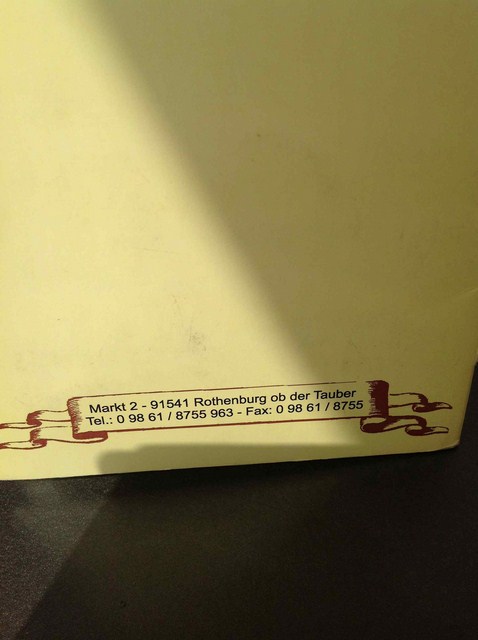 Markt 2 - 91541 Rothenburg ob der Tauber
Tel.: 0 98 61 / 8755 963 - Fax: 0 98 61 / 8755